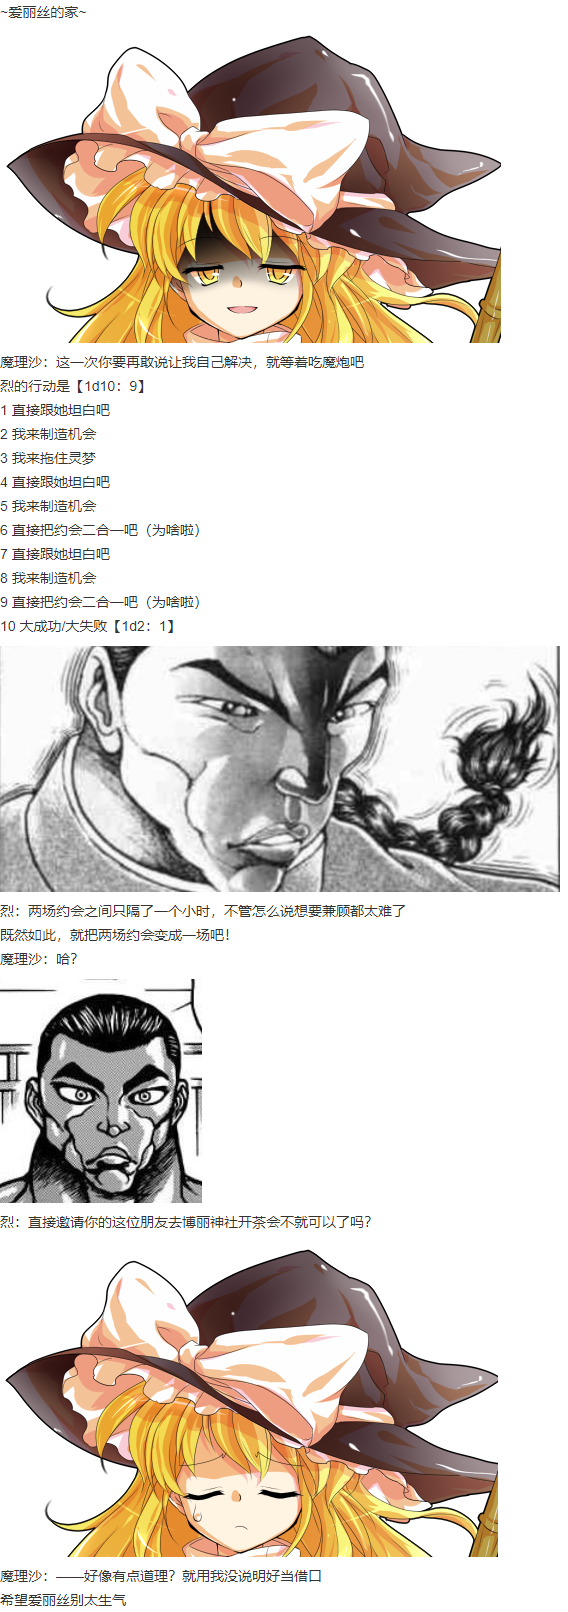 ~爱丽丝的家~
魔理沙：这一次你要再敢说让我自己解决，就等着吃魔炮吧
烈的行动是【1d10：9】
1 直接跟她坦白吧
2 我来制造机会
3 我来拖住灵梦
4 直接跟她坦白吧
5 我来制造机会
6 直接把约会二合一吧（为啥啦）
7 直接跟她坦白吧
8 我来制造机会
9 直接把约会二合一吧（为啥啦）
10 大成功/大失败【1d2：1】
烈：两场约会之间只隔了一个小时，不管怎么说想要兼顾都太难了
既然如此，就把两场约会变成一场吧！
魔理沙：哈？
烈：直接邀请你的这位朋友去博丽神社开茶会不就可以了吗？
魔理沙：——好像有点道理？就用我没说明好当借口
希望爱丽丝别太生气